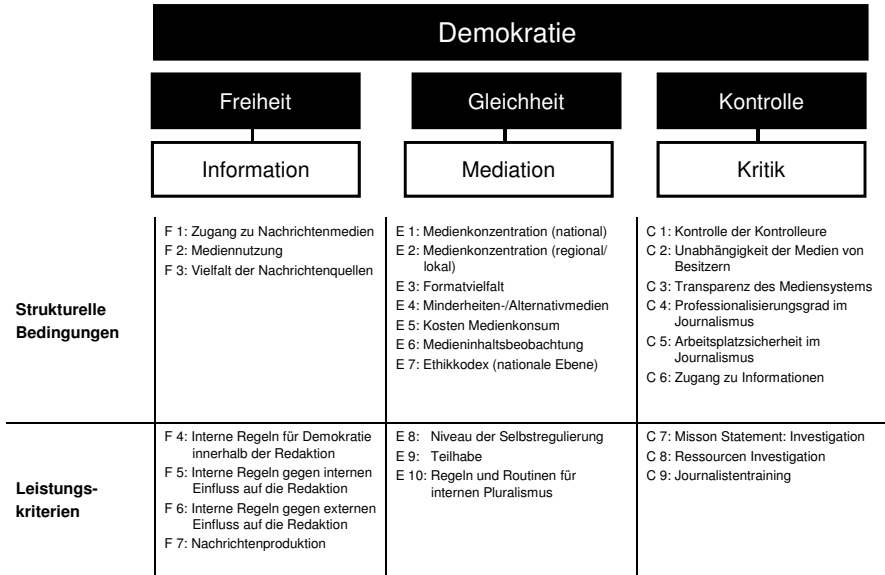 Demokratie
Freiheit
Gleichheit
Kontrolle
Information
Mediation
Kritik
Strukturelle
Bedingungen
F 1: Zugang zu Nachrichtenmedien
F 2: Mediennutzung
F 3: Vielfalt der Nachrichtenquellen
E 1: Medienkonzentration (national)
E 2: Medienkonzentration (regional/
lokal)
E 3: Formatvielfalt
E 4: Minderheiten-/Alternativmedien
E 5: Kosten Medienkonsum
E 6: Medieninhaltsbeobachtung
E 7: Ethikkodex (nationale Ebene)
C 1: Kontrolle der Kontrolleure
C 2: Unabhängigkeit der Medien von
Besitzern
C 3: Transparenz des Mediensystems
C 4: Professionalisierungsgrad im
Journalismus
C 5: Arbeitsplatzsicherheit im
Journalismus
C 6: Zugang zu Informationen
Leistungs-
kriterien
F 4: Interne Regeln für Demokratie
innerhalb der Redaktion
F 5: Interne Regeln gegen internen
Einfluss auf die Redaktion
F 6: Interne Regeln gegen externen
Einfluss auf die Redaktion
F 7: Nachrichtenproduktion
E 8: Niveau der Selbstregulierung
E 9: Teilhabe
E 10: Regeln und Routinen für
internen Pluralismus
C 7: Misson Statement: Investigation
C 8: Ressourcen Investigation
C 9: Journalistentraining